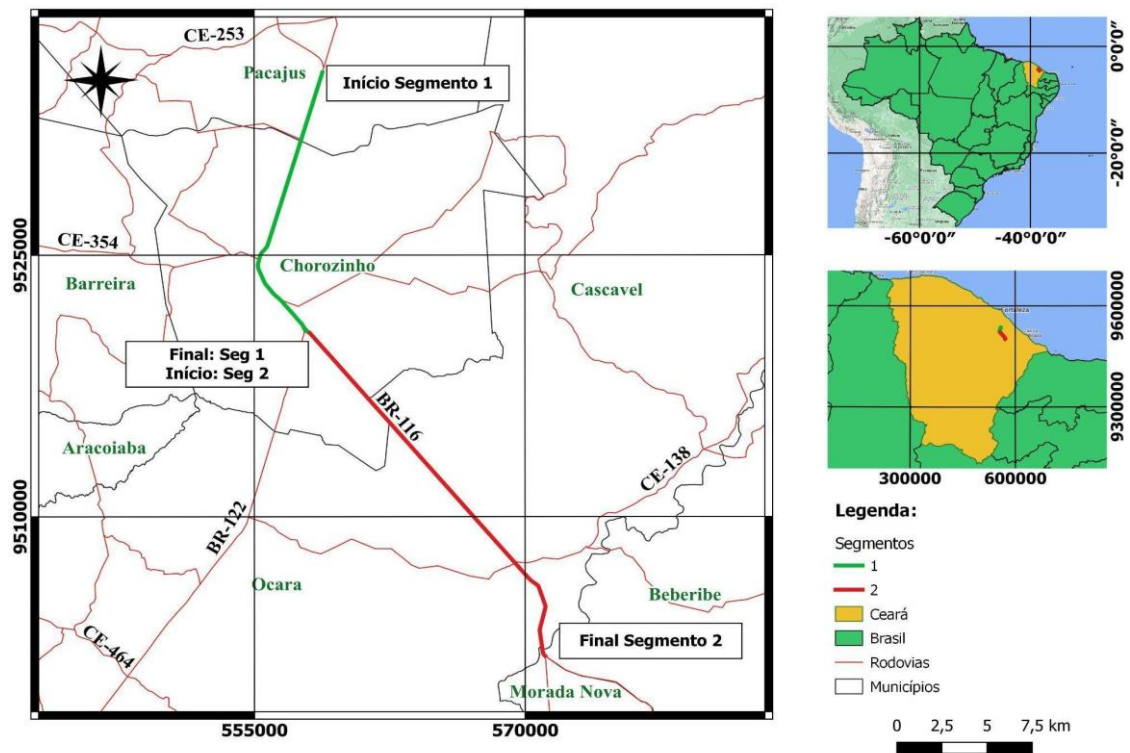 CE-253
Pacajus
Início Segmento 1
CE-354
Chorozinho
Barreira
Cascavel
Final: Seg 1
Início: Seg 2
BR-116
Aracoiaba
CE-138
BR-122
Ocara
Beberibe
CE-464
Final Segmento 2
Morada Nova
9525000
9510000
555000
570000
0°0'0"
-20°0'0"
-60°0'0"
-40°0'0"
Fortaleza
9600000
9300000
300000
600000
Legenda:
Segmentos
1
2
Ceará
Brasil
Rodovias
Municípios
0 2,5 5 7,5 km